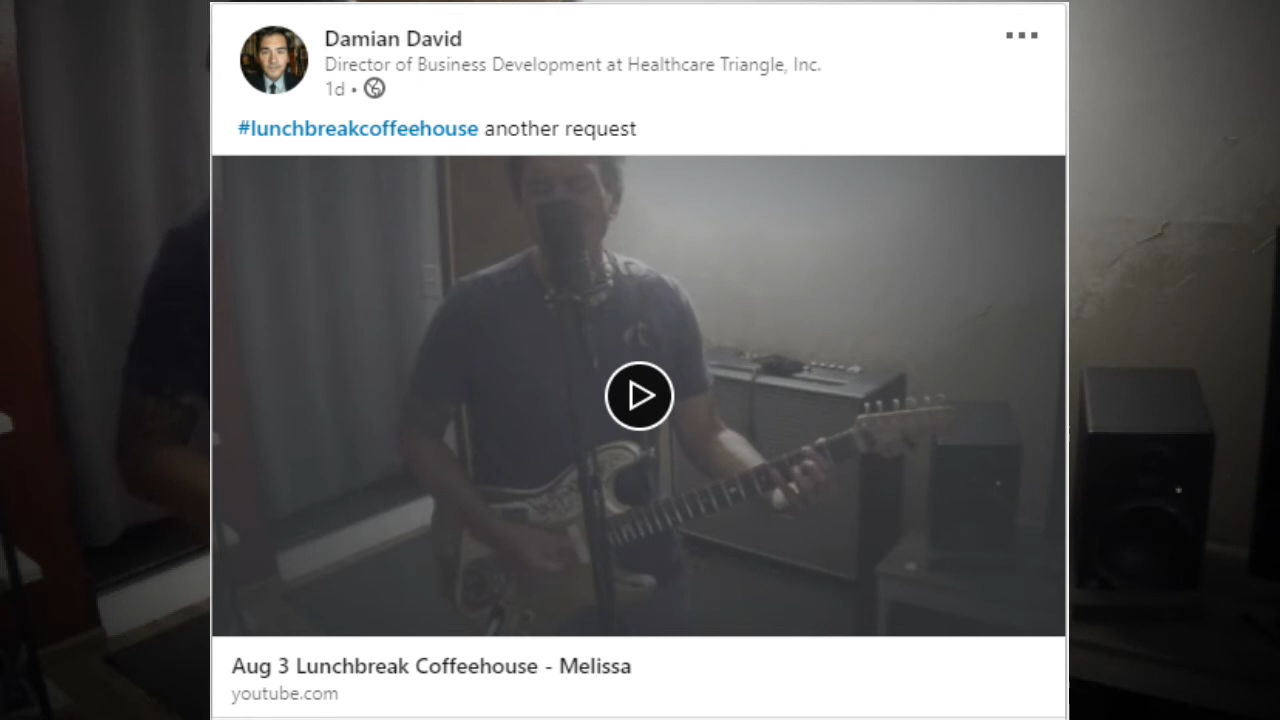 Damian David
Director of Business Development at Healthcare Triangle, Inc.
1d •
#lunchbreakcoffeehouse another request
Aug 3 Lunchbreak Coffeehouse - Melissa
youtube.com